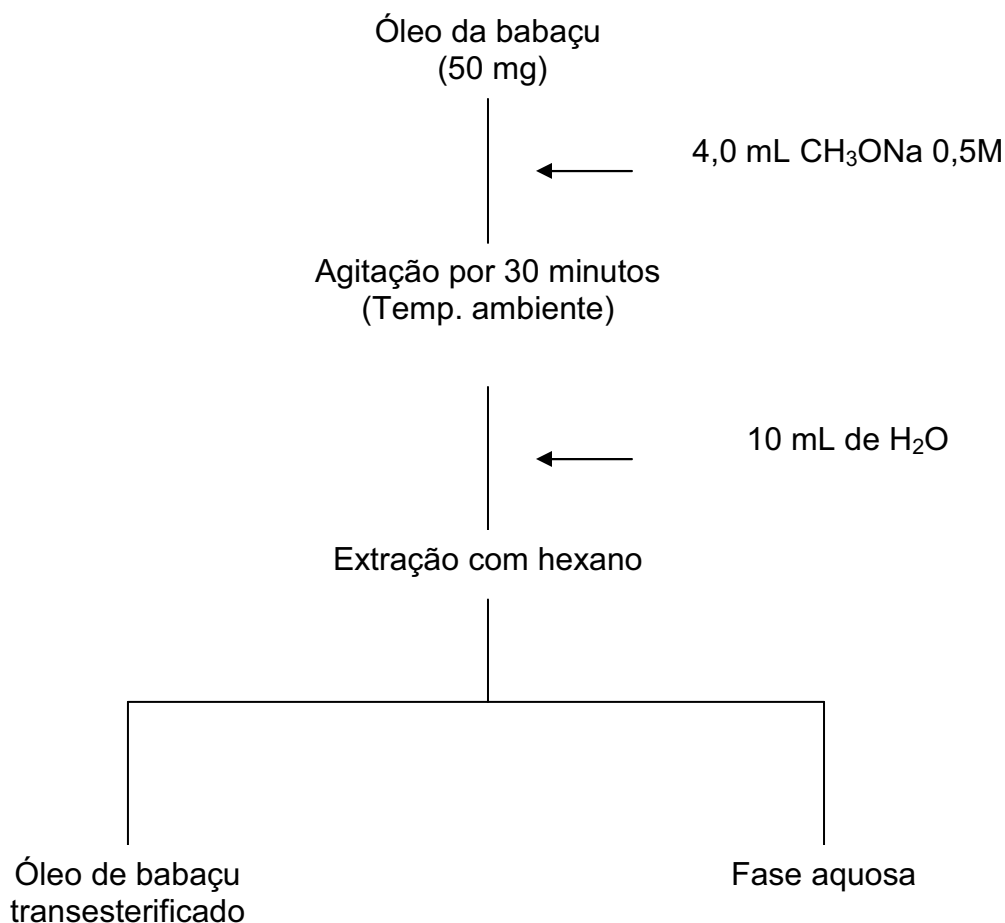 Óleo da babaçu
(50 mg)
4,0 mL CH₃ONa 0,5M
Agitação por 30 minutos
(Temp. ambiente)
10 mL de H₂O
Extração com hexano
Óleo de babaçu
transesterificado
Fase aquosa